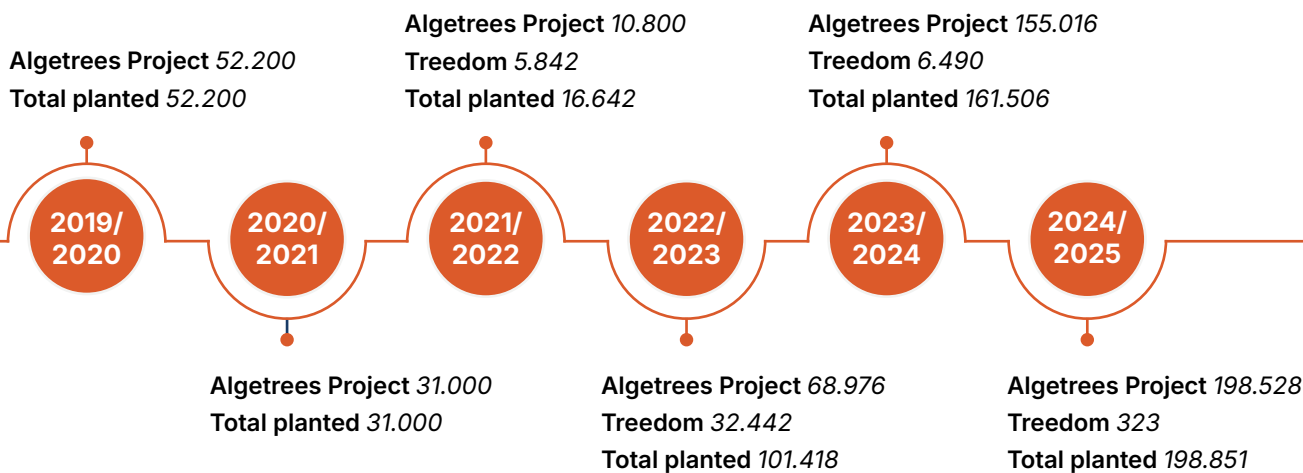 Algetrees Project 52.200
Total planted 52.200
2019/
2020
Algetrees Project 31.000
Total planted 31.000
2020/
2021
Algetrees Project 10.800
Treedom 5.842
Total planted 16.642
2021/
2022
Algetrees Project 68.976
Treedom 32.442
Total planted 101.418
2022/
2023
Algetrees Project 155.016
Treedom 6.490
Total planted 161.506
2023/
2024
Algetrees Project 198.528
Treedom 323
Total planted 198.851
2024/
2025